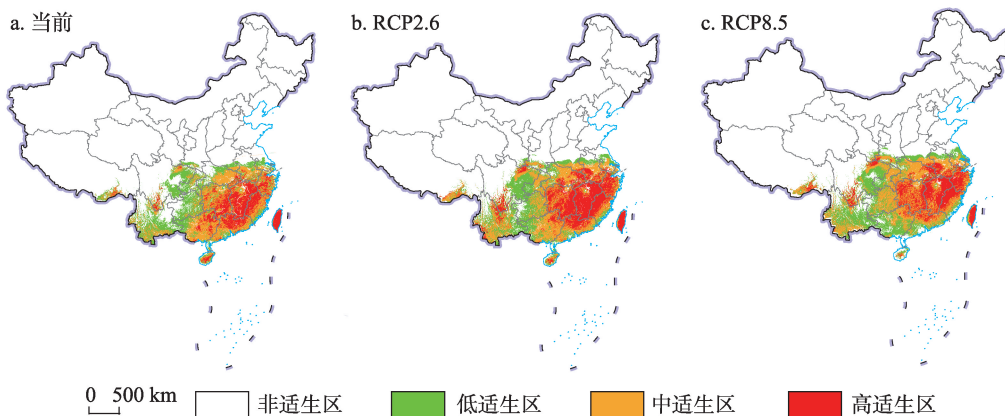 a. 当前
b. RCP2.6
c. RCP8.5
0 500 km
非适生区
低适生区
中适生区
高适生区